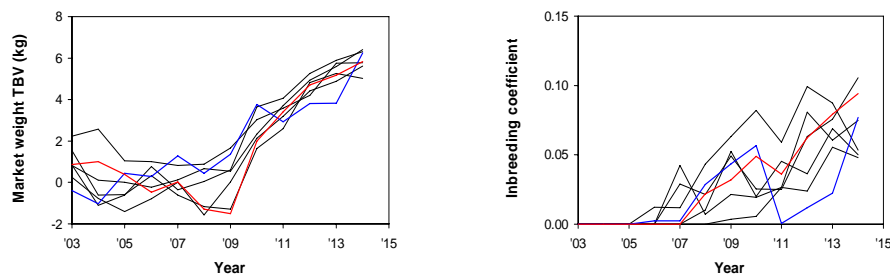 Market weight TBV (kg)
8
6
4
2
0
-2
'03 '05 '07 '09 '11 '13 '15
Year
Inbreeding coefficient
0.15
0.10
0.05
0.00
'03 '05 '07 '09 '11 '13 '15
Year